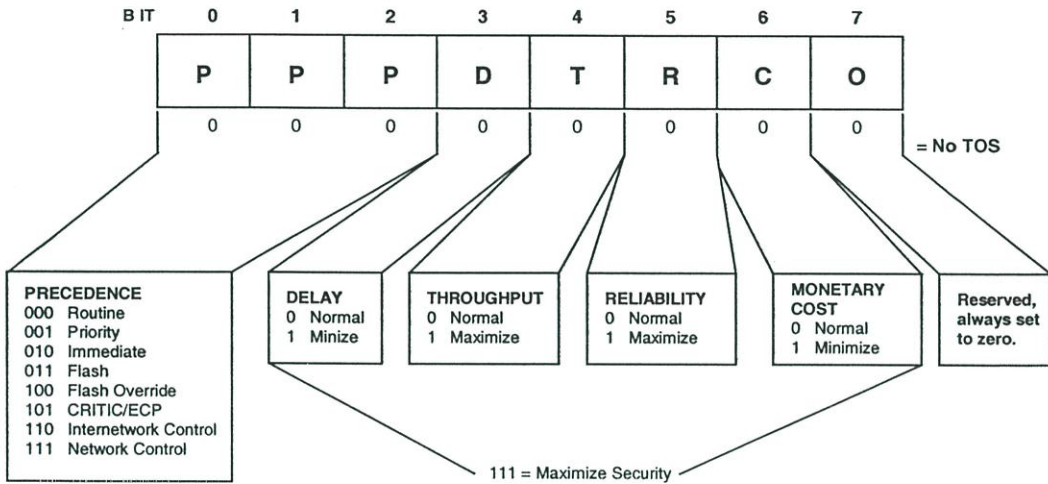 B IT 0 1 2 3 4 5 6 7
P P P D T R C O
0 0 0 0 0 0 0 0
= No TOS
PRECEDENCE
000 Routine
001 Priority
010 Immediate
011 Flash
100 Flash Override
101 CRITIC/ECP
110 Internetwork Control
111 Network Control
DELAY
0 Normal
1 Minize
THROUGHPUT
0 Normal
1 Maximize
RELIABILITY
0 Normal
1 Maximize
MONETARY
COST
0 Normal
1 Minimize
Reserved,
always set
to zero.
111 = Maximize Security